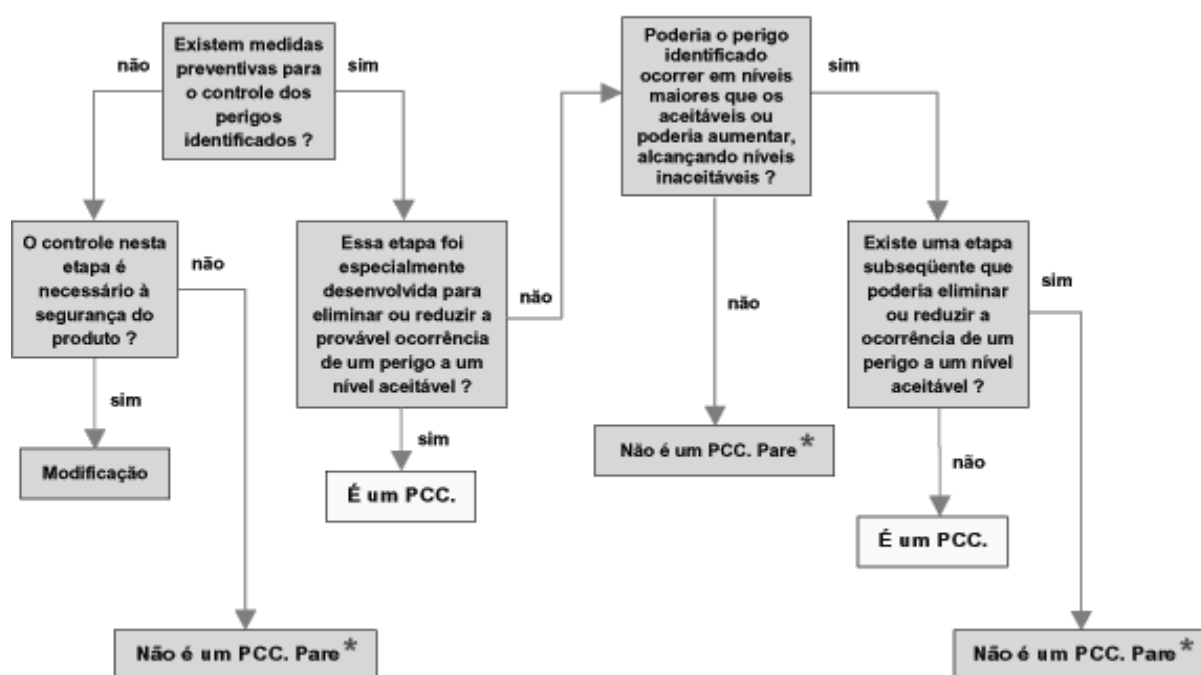 Existem medidas
preventivas para
o controle dos
perigos
identificados ?
não
sim
O controle nesta
etapa é
necessário à
segurança do
produto ?
não
sim
Modificação
Não é um PCC. Pare *
Essa etapa foi
especialmente
desenvolvida para
eliminar ou reduzir a
provável ocorrência
de um perigo a um
nível aceitável ?
não
sim
É um PCC.
Poderia o perigo
identificado
ocorrer em níveis
maiores que os
aceitáveis ou
poderia aumentar,
alcançando níveis
inaceitáveis ?
sim
não
Não é um PCC. Pare *
Existe uma etapa
subseqüente que
poderia eliminar
ou reduzir a
ocorrência de um
perigo a um nível
aceitável ?
sim
não
É um PCC.
Não é um PCC. Pare *